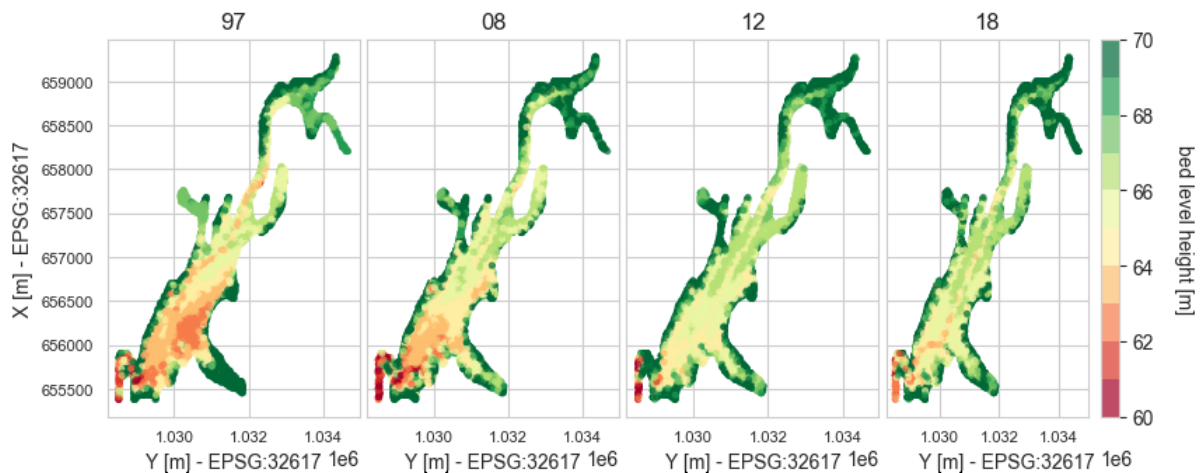 97 08 12 18
X [m] - EPSG:32617
659000
658500
658000
657500
657000
656500
656000
655500
1.030 1.032 1.034 1.030 1.032 1.034 1.030 1.032 1.034 1.030 1.032 1.034
Y [m] - EPSG:32617 1e6 Y [m] - EPSG:32617 1e6 Y [m] - EPSG:32617 1e6 Y [m] - EPSG:32617 1e6
70
68
66
64
62
60
bed level height [m]